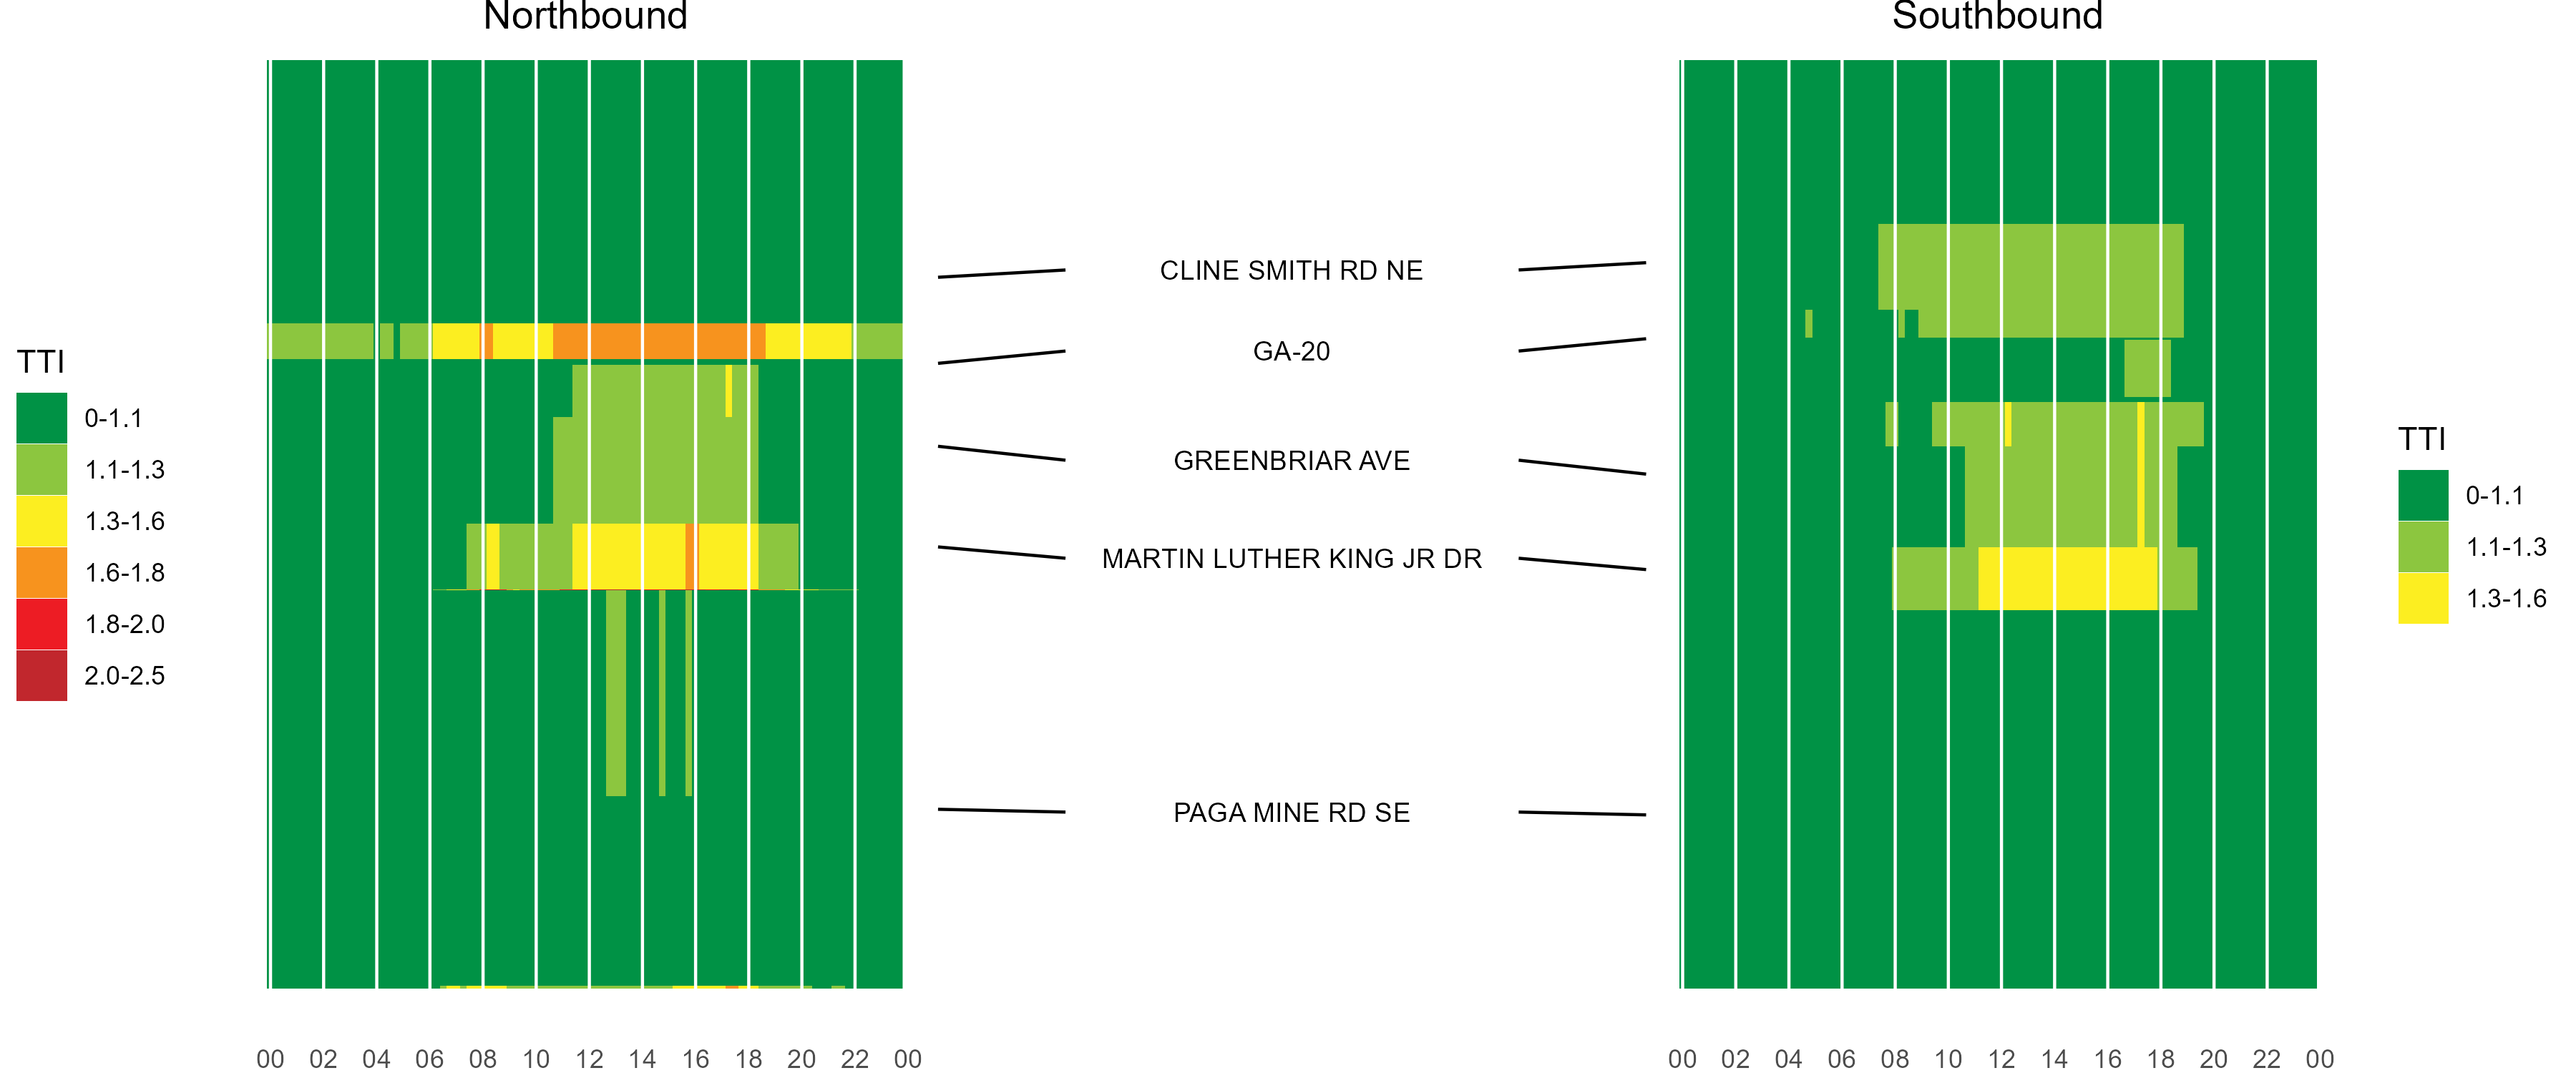 Northbound
Southbound
CLINE SMITH RD NE
GA-20
GREENBRIAR AVE
MARTIN LUTHER KING JR DR
PAGA MINE RD SE
TTI
0-1.1
1.1-1.3
1.3-1.6
1.6-1.8
1.8-2.0
2.0-2.5
TTI
0-1.1
1.1-1.3
1.3-1.6
00 02 04 06 08 10 12 14 16 18 20 22 00
00 02 04 06 08 10 12 14 16 18 20 22 00